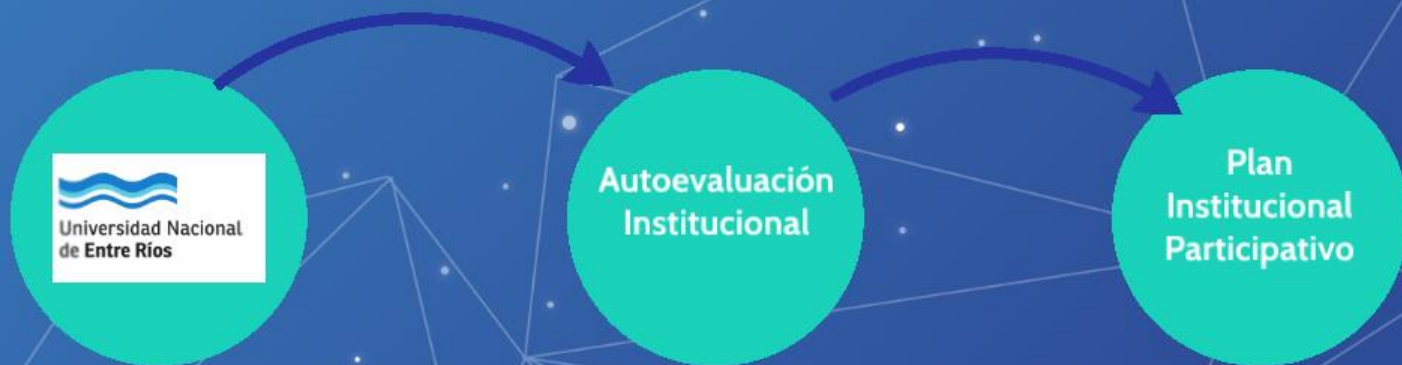 Universidad Nacional
de Entre Ríos
Autoevaluación
Institucional
Plan
Institucional
Participativo